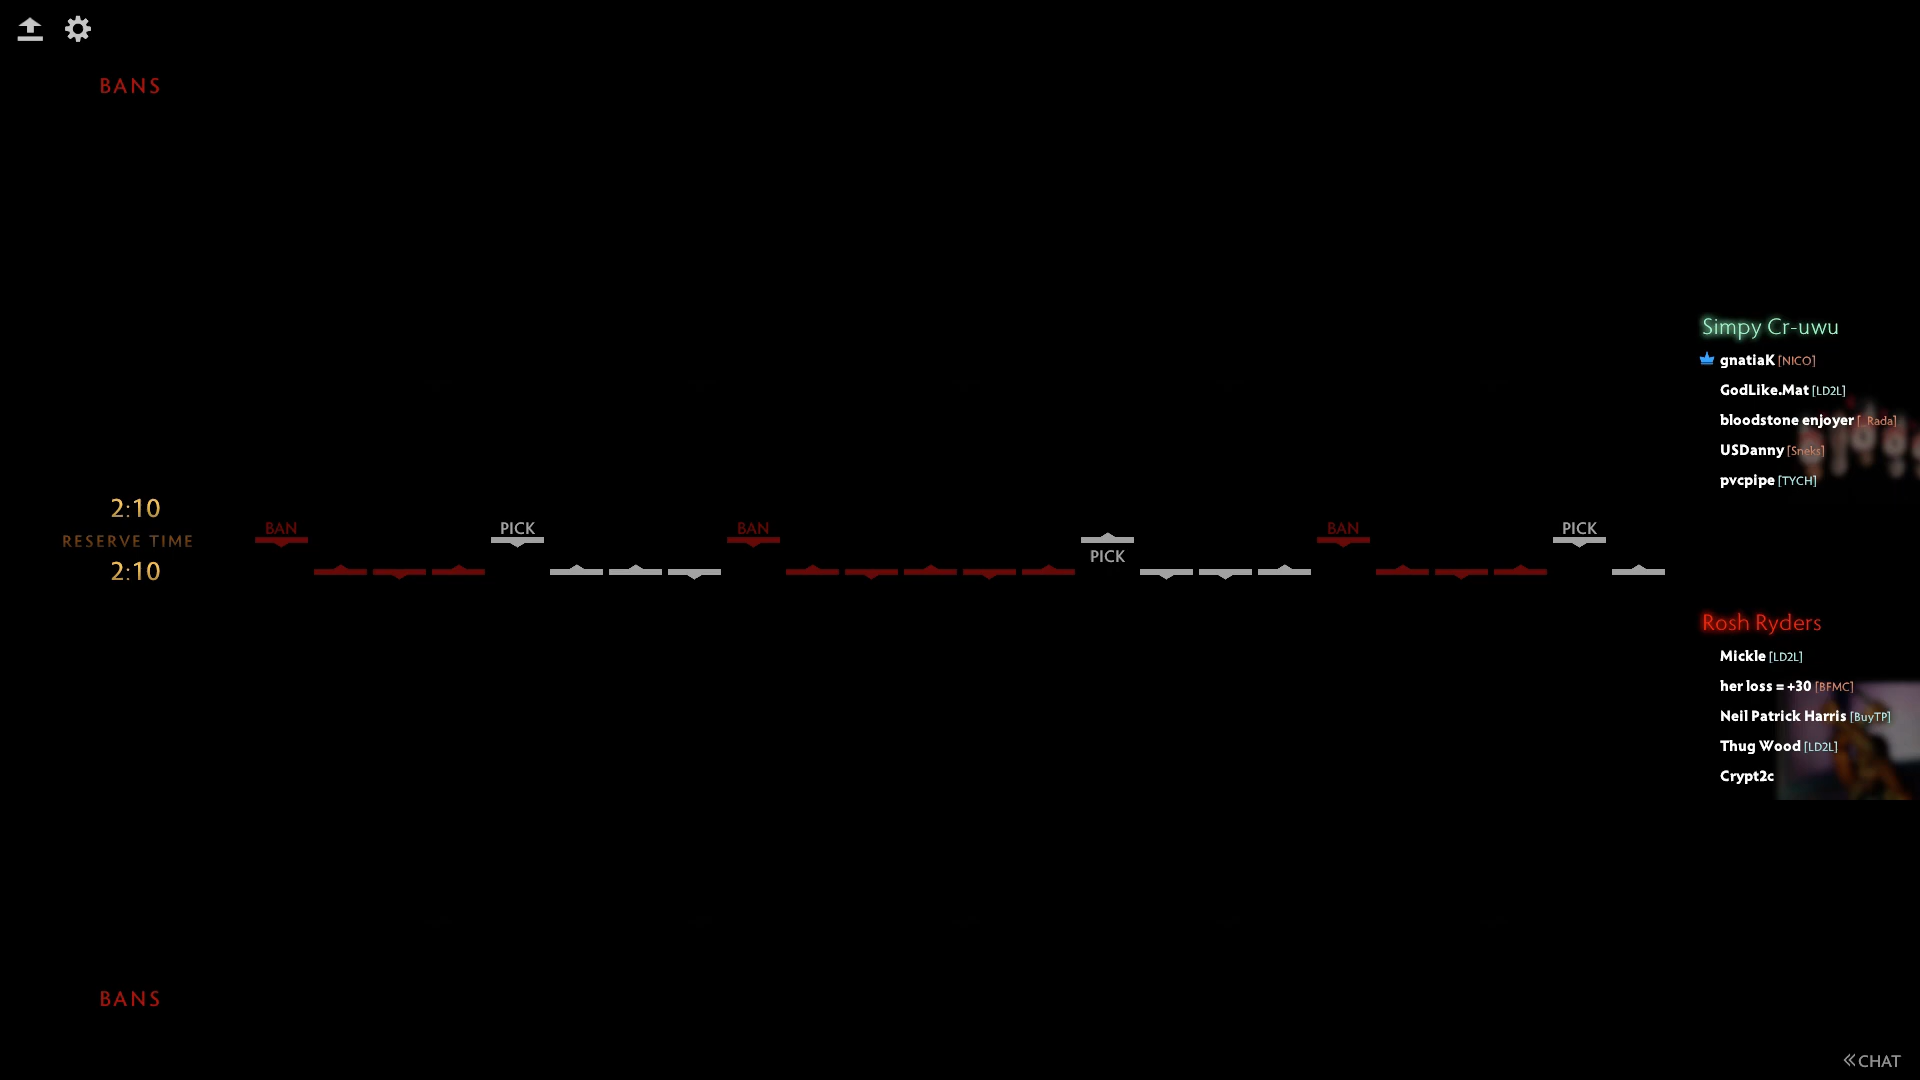 BANS
2:10
RESERVE TIME
2:10
BAN
PICK
BAN
PICK
BAN
PICK
Simpy Cr-uwu
gnatiaK [NICO]
GodLike.Mat [LD2L]
bloodstone enjoyer [_Rada]
USDanny [Sneks]
pvcpipe [TYCH]
Rosh Ryders
Mickle [LD2L]
her loss = +30 [BFMC]
Neil Patrick Harris [BuyTP]
Thug Wood [LD2L]
Crypt2c
BANS
«CHAT